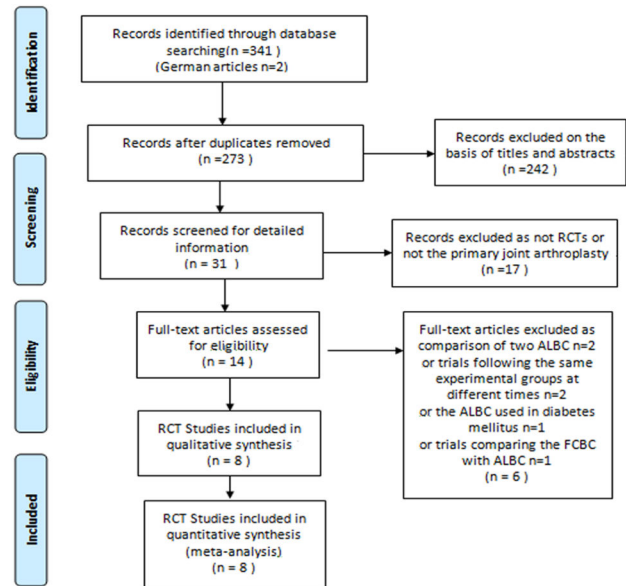 Identification
Records identified through database
searching(n =341)
(German articles n=2)
Records after duplicates removed
(n =273)
Records excluded on the
basis of titles and abstracts
(n =242)
Screening
Records screened for detailed
information
(n = 31 )
Records excluded as not RCTs or
not the primary joint arthroplasty
(n =17 )
Eligibility
Full-text articles assessed
for eligibility
(n = 14 )
Full-text articles excluded as
comparison of two ALBC n=2
or trials following the same
experimental groups at
different times n=2
or the ALBC used in diabetes
mellitus n=1
or trials comparing the FCBC
with ALBC n=1
(n = 6 )
RCT Studies included in
qualitative synthesis
(n = 8 )
Included
RCT Studies included in
quantitative synthesis
(meta-analysis)
(n = 8 )